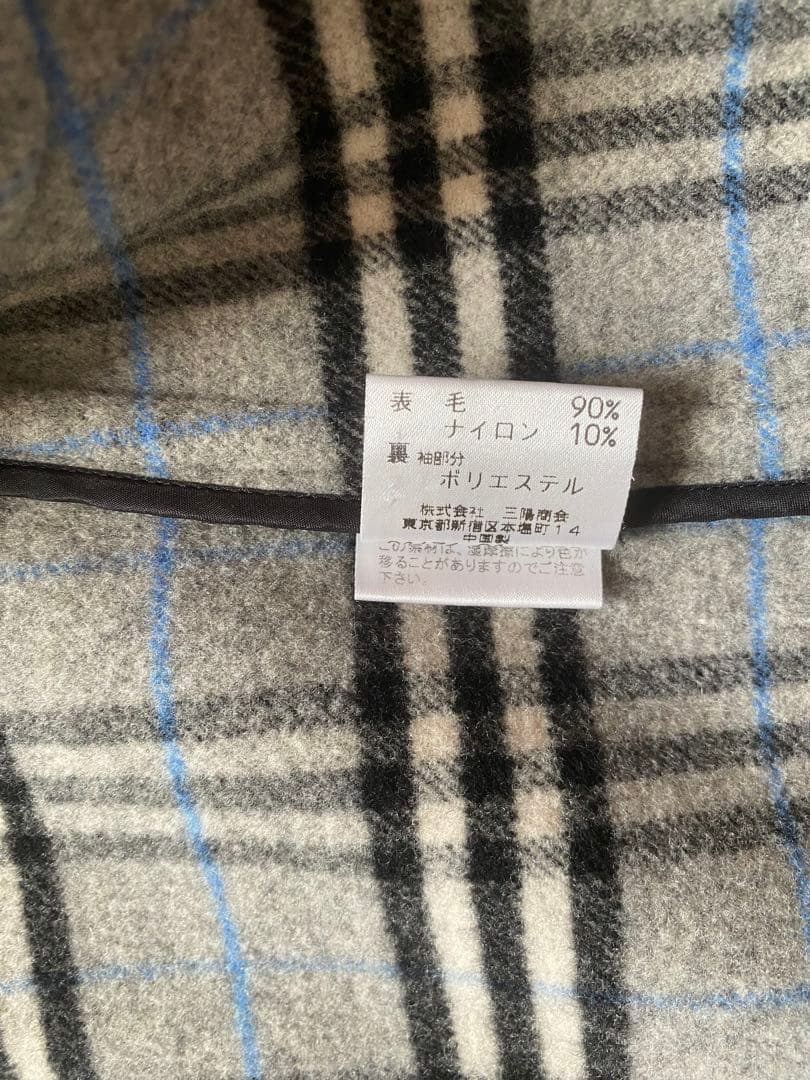 表 毛 90%
ナイロン 10%
裏 袖部分
ポリエステル
株式会社 三陽商会
東京都新宿区本塩町14
中国製
この素材は、湿摩擦により色が
移ることがありますのでご注意
下さい。